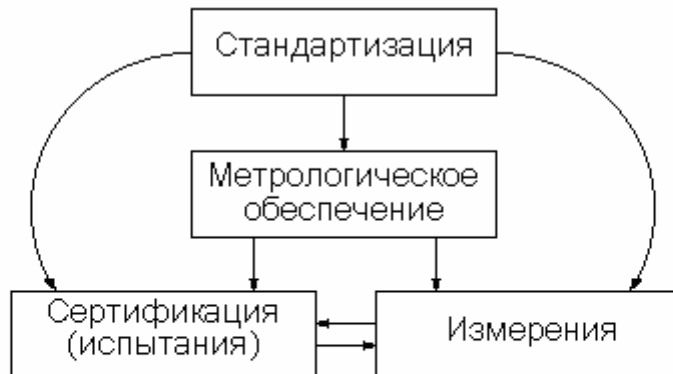 Стандартизация
Метрологическое
обеспечение
Сертификация
(испытания)
Измерения